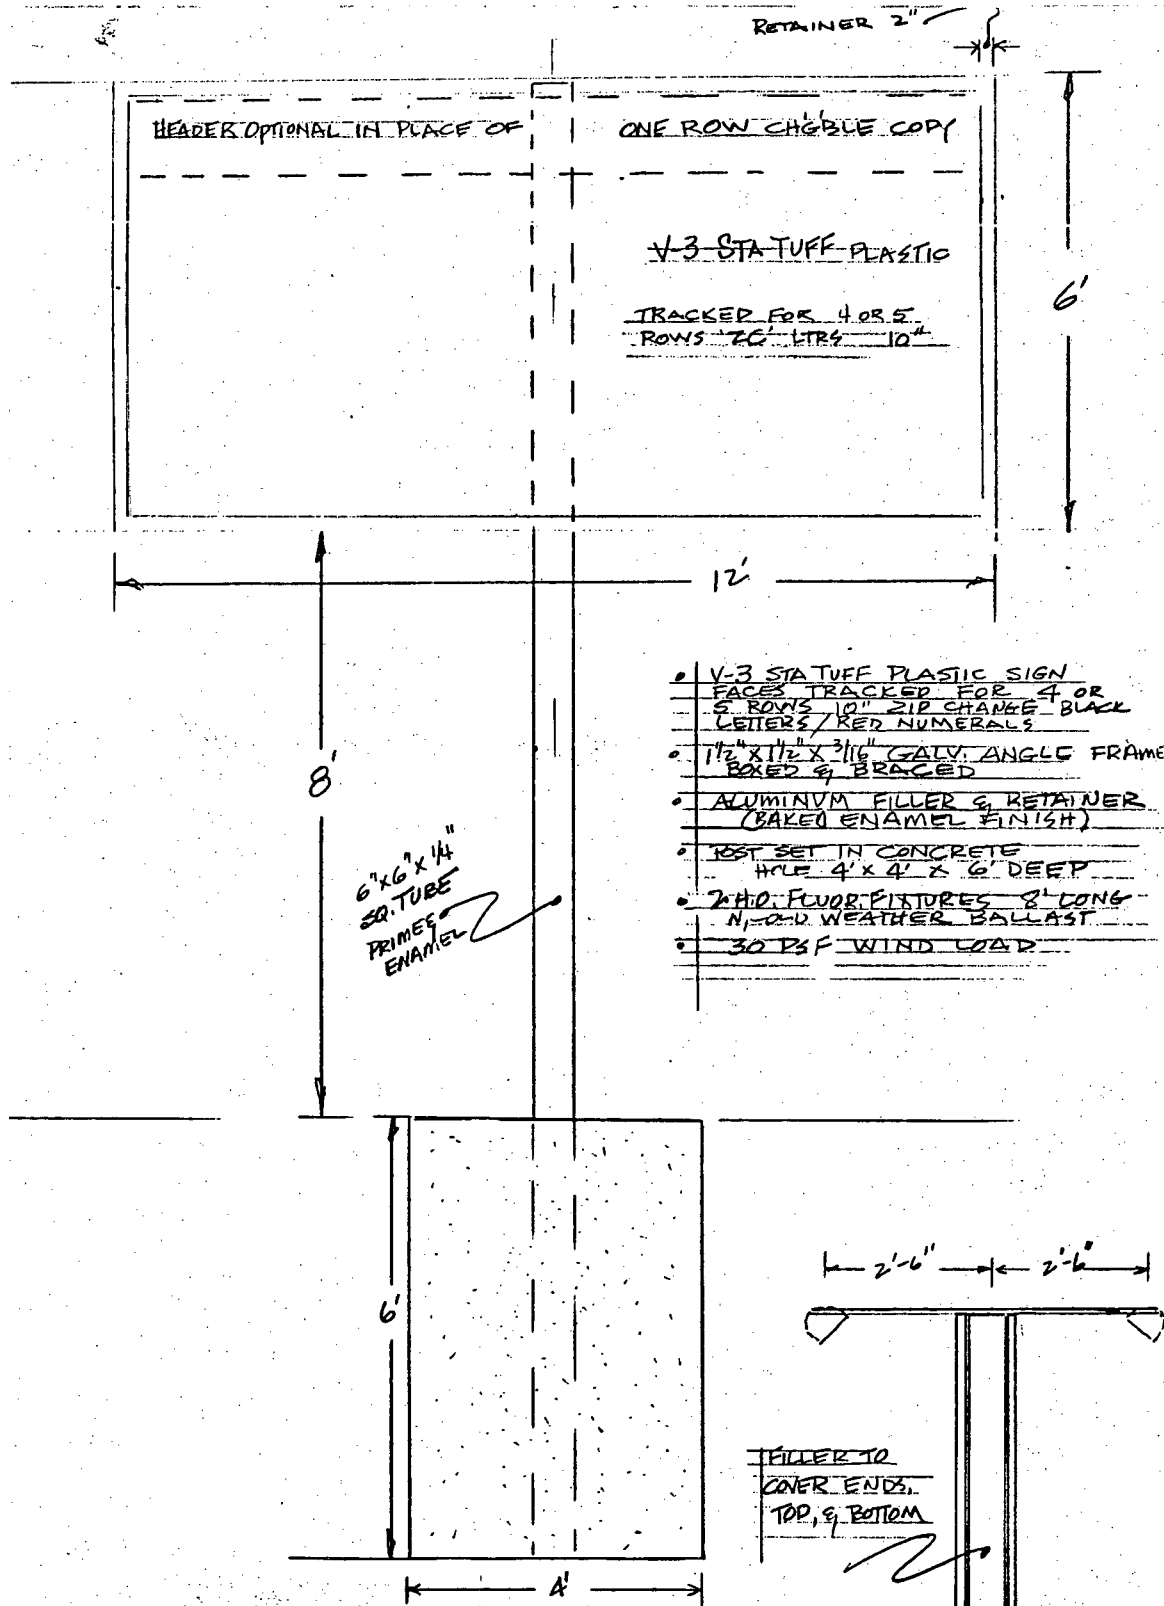 RETAINER 2"
HEADER OPTIONAL IN PLACE OF ONE ROW CHG'BLE COPY
V-3 STA TUFF PLASTIC
TRACKED FOR 4 OR 5
ROWS 'ZC' LTRS 10"
6'
12'
8'
• V-3 STA TUFF PLASTIC SIGN
FACES TRACKED FOR 4 OR
5 ROWS 10" ZIP CHANGE BLACK
LETTERS/RED NUMERALS
• 1 1/2" X 1 1/2" X 3/16" GALV. ANGLE FRAME
BOXED & BRACED
• ALUMINUM FILLER & RETAINER
(BAKED ENAMEL FINISH)
• POST SET IN CONCRETE
HOLE 4' X 4' X 6' DEEP
• 2 H.O. FLUOR. FIXTURES 8' LONG
WEATHER BALLAST
• 30 PSF WIND LOAD
6" X 6" X 1/4"
SQ. TUBE
PRIME &
ENAMEL
6'
4'
2'-6" 2'-6"
FILLER TO
COVER ENDS,
TOP, & BOTTOM